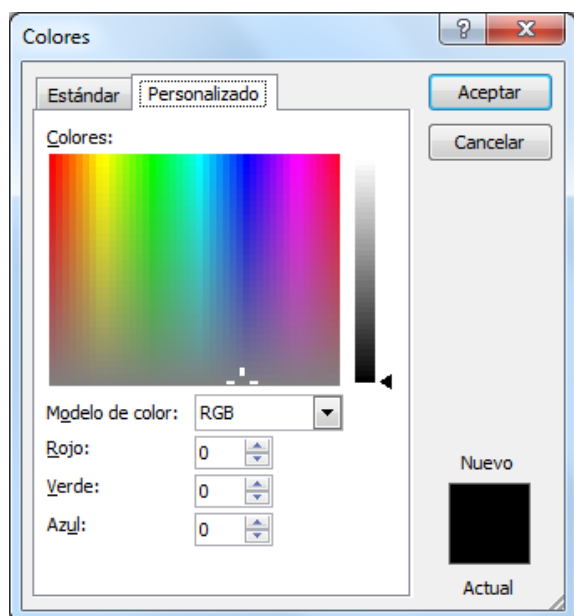 Colores
Estándar Personalizado
Aceptar
Cancelar
Colores:
Modelo de color: RGB
Rojo: 0
Verde: 0
Azul: 0
Nuevo
Actual